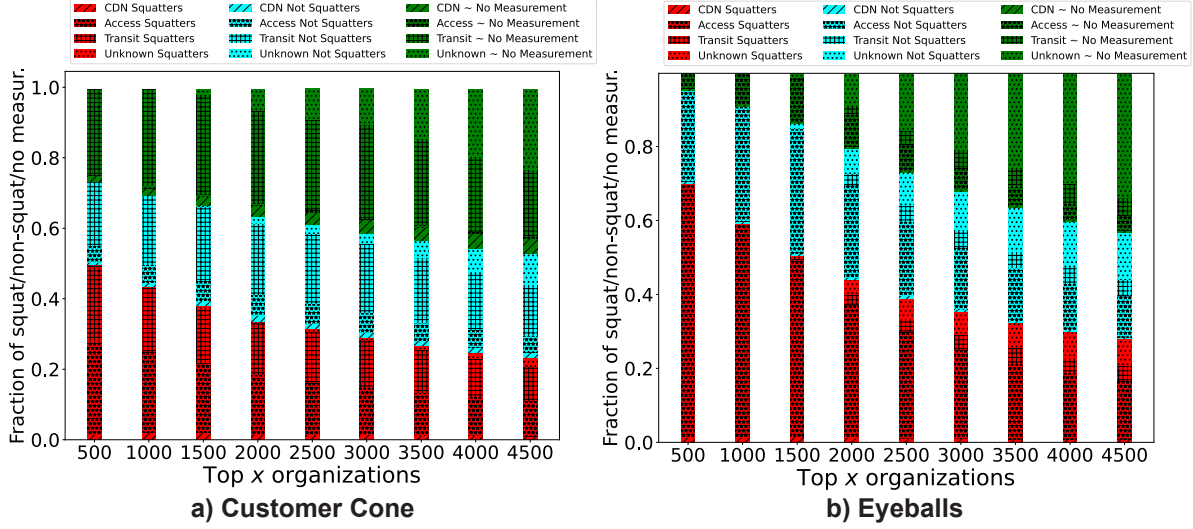 CDN Squatters CDN Not Squatters CDN ~ No Measurement
Access Squatters Access Not Squatters Access ~ No Measurement
Transit Squatters Transit Not Squatters Transit ~ No Measurement
Unknown Squatters Unknown Not Squatters Unknown ~ No Measurement
Fraction of squat/non-squat/no measur.
1.0
0.8
0.6
0.4
0.2
0.0
500 1000 1500 2000 2500 3000 3500 4000 4500
Top x organizations
a) Customer Cone
CDN Squatters CDN Not Squatters CDN ~ No Measurement
Access Squatters Access Not Squatters Access ~ No Measurement
Transit Squatters Transit Not Squatters Transit ~ No Measurement
Unknown Squatters Unknown Not Squatters Unknown ~ No Measurement
Fraction of squat/non-squat/no measur.
0.8
0.6
0.4
0.2
0.0
500 1000 1500 2000 2500 3000 3500 4000 4500
Top x organizations
b) Eyeballs